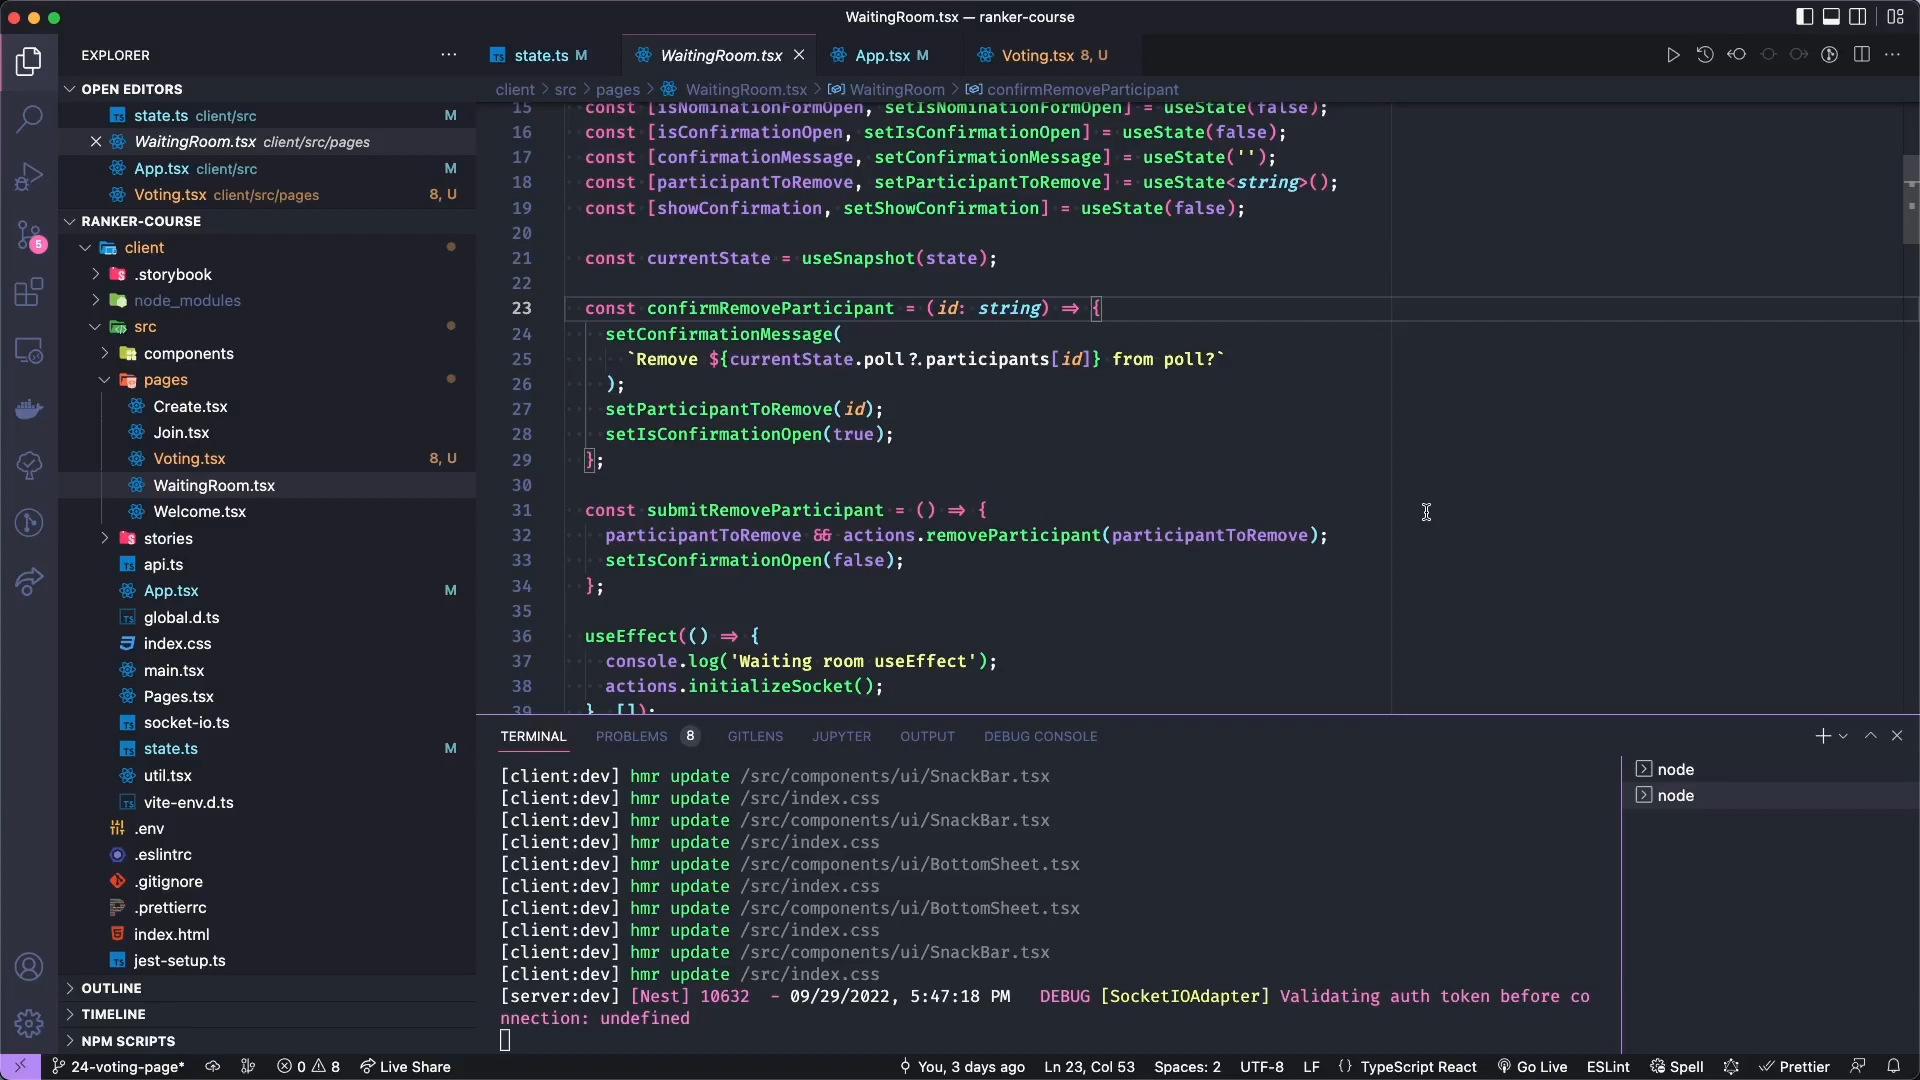 WaitingRoom.tsx — ranker-course
EXPLORER
OPEN EDITORS
state.ts client/src M
WaitingRoom.tsx client/src/pages
App.tsx client/src M
Voting.tsx client/src/pages 8, U
RANKER-COURSE
client
.storybook
node_modules
src
components
pages
Create.tsx
Join.tsx
Voting.tsx 8, U
WaitingRoom.tsx
Welcome.tsx
stories
api.ts
App.tsx M
global.d.ts
index.css
main.tsx
Pages.tsx
socket-io.ts
state.ts M
util.tsx
vite-env.d.ts
.env
.eslintrc
.gitignore
.prettierrc
index.html
jest-setup.ts
OUTLINE
TIMELINE
NPM SCRIPTS
5
state.ts M WaitingRoom.tsx App.tsx M Voting.tsx 8, U
client > src > pages > WaitingRoom.tsx > WaitingRoom > confirmRemoveParticipant
15 const [isNominationFormOpen, setIsNominationFormOpen] = useState(false);
16 const [isConfirmationOpen, setIsConfirmationOpen] = useState(false);
17 const [confirmationMessage, setConfirmationMessage] = useState('');
18 const [participantToRemove, setParticipantToRemove] = useState<string>();
19 const [showConfirmation, setShowConfirmation] = useState(false);
20
21 const currentState = useSnapshot(state);
22
23 const confirmRemoveParticipant = (id: string) => {
24 setConfirmationMessage(
25 `Remove ${currentState.poll?.participants[id]} from poll?`
26 );
27 setParticipantToRemove(id);
28 setIsConfirmationOpen(true);
29 };
30
31 const submitRemoveParticipant = () => {
32 participantToRemove && actions.removeParticipant(participantToRemove);
33 setIsConfirmationOpen(false);
34 };
35
36 useEffect(() => {
37 console.log('Waiting room useEffect');
38 actions.initializeSocket();
39 }, []);
TERMINAL PROBLEMS 8 GITLENS JUPYTER OUTPUT DEBUG CONSOLE
[client:dev] hmr update /src/components/ui/SnackBar.tsx
[client:dev] hmr update /src/index.css
[client:dev] hmr update /src/components/ui/SnackBar.tsx
[client:dev] hmr update /src/index.css
[client:dev] hmr update /src/components/ui/BottomSheet.tsx
[client:dev] hmr update /src/index.css
[client:dev] hmr update /src/components/ui/BottomSheet.tsx
[client:dev] hmr update /src/index.css
[client:dev] hmr update /src/components/ui/SnackBar.tsx
[client:dev] hmr update /src/index.css
[server:dev] [Nest] 10632 - 09/29/2022, 5:47:18 PM DEBUG [SocketIOAdapter] Validating auth token before co
nnection: undefined
node
node
24-voting-page* 0 8 Live Share You, 3 days ago Ln 23, Col 53 Spaces: 2 UTF-8 LF {} TypeScript React Go Live ESLint Spell Prettier